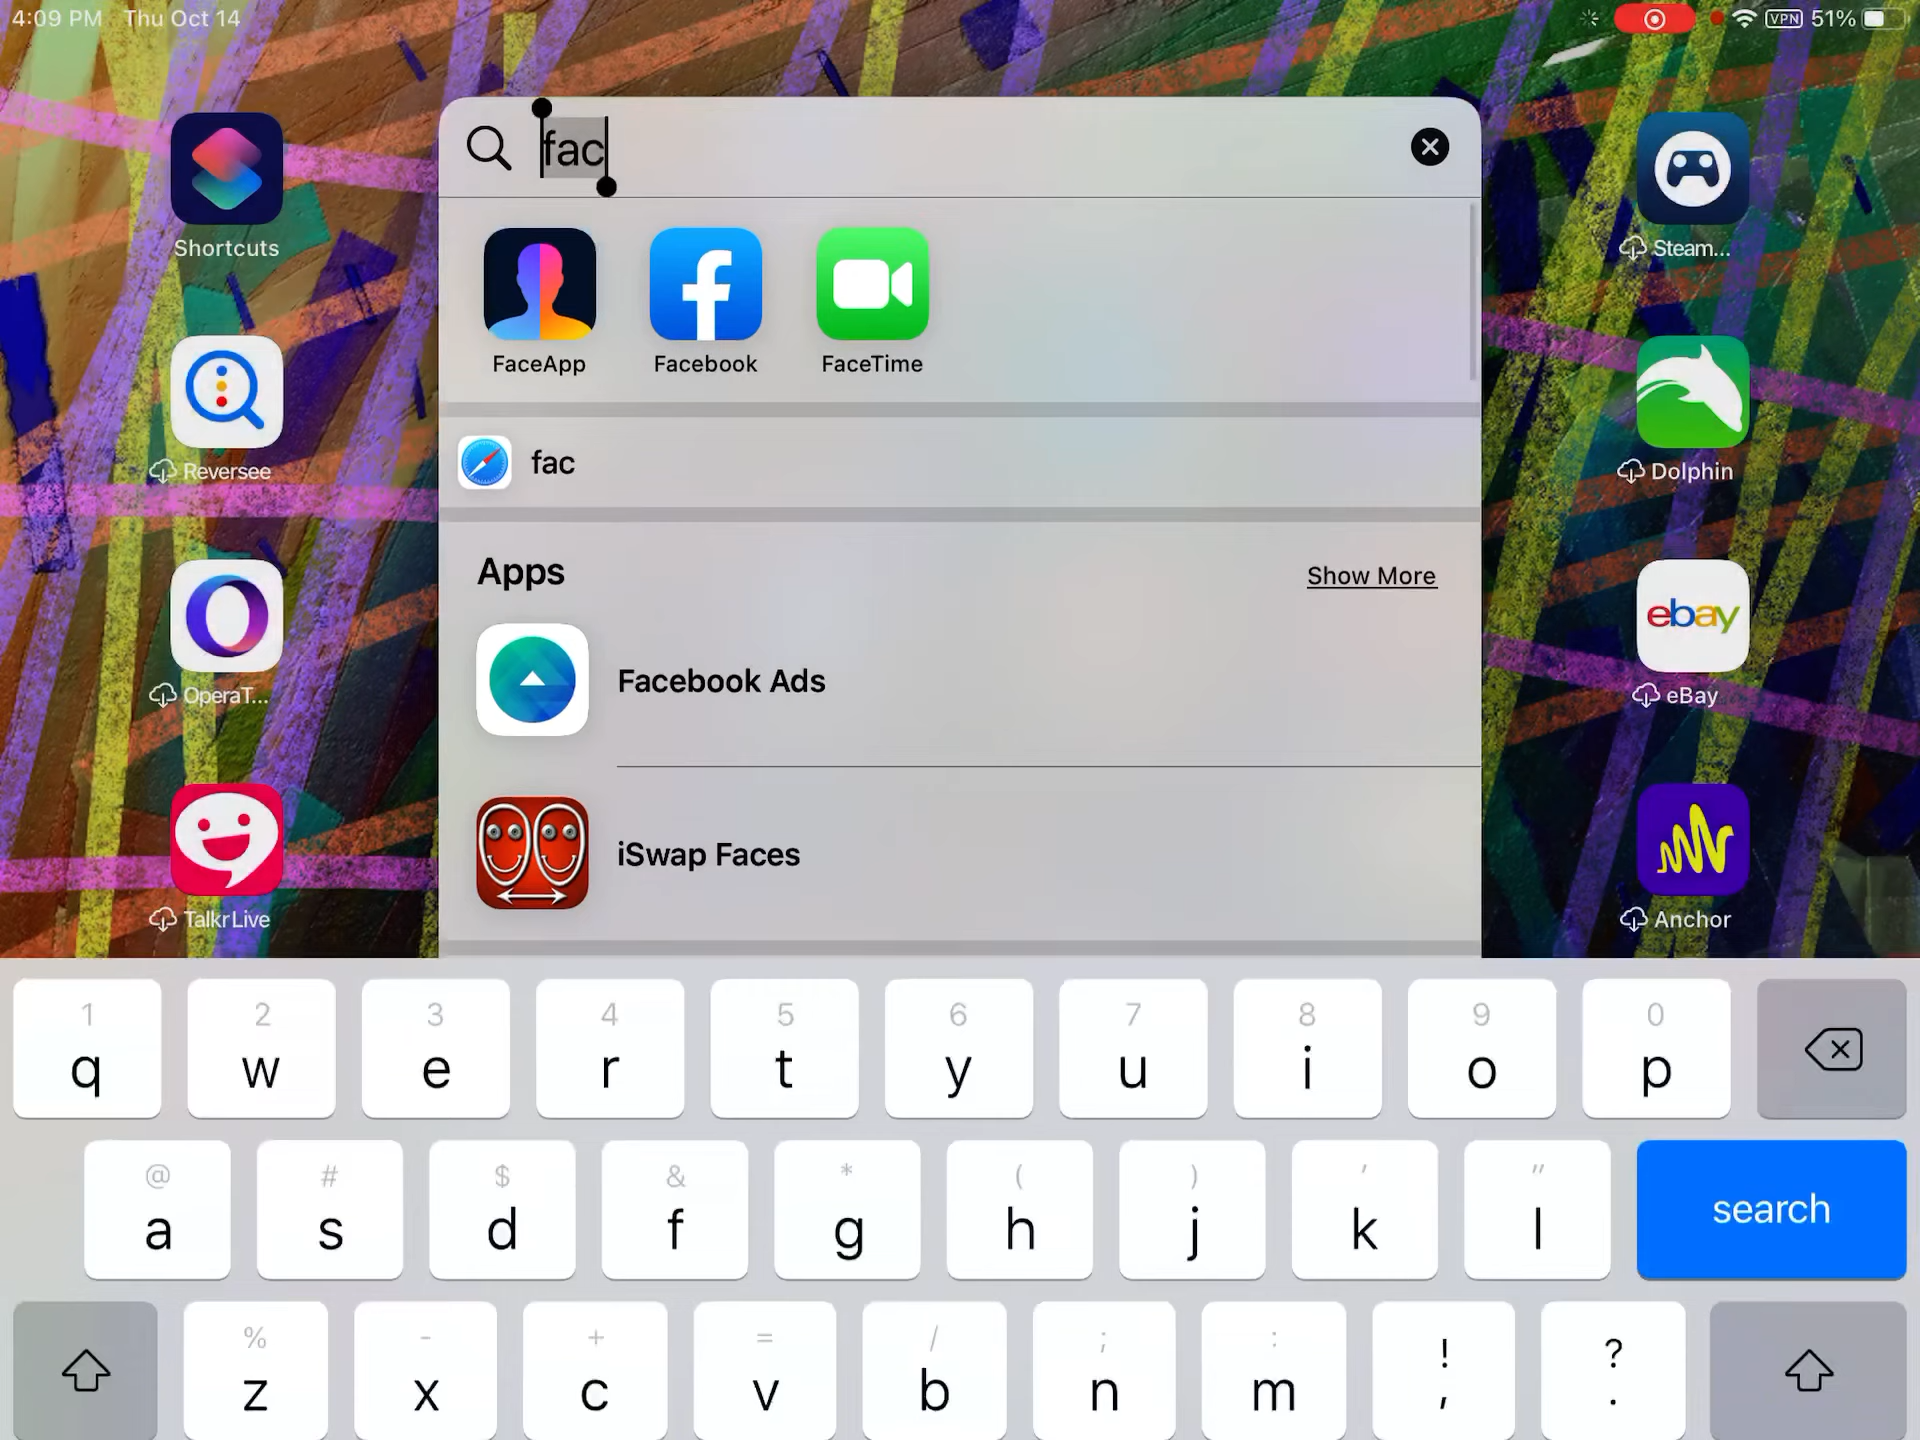 4:09 PM Thu Oct 14
VPN 51%
fac
Shortcuts
Steam...
FaceApp Facebook FaceTime
Reversee
fac
Dolphin
Apps
Show More
ebay
OperaT...
Facebook Ads
eBay
iSwap Faces
TalkrLive
Anchor
1 2 3 4 5 6 7 8 9 0
q w e r t y u i o p
@ # $ & * ( ) ' "
a s d f g h j k l
search
% - + = / ; : ! ?
z x c v b n m , .